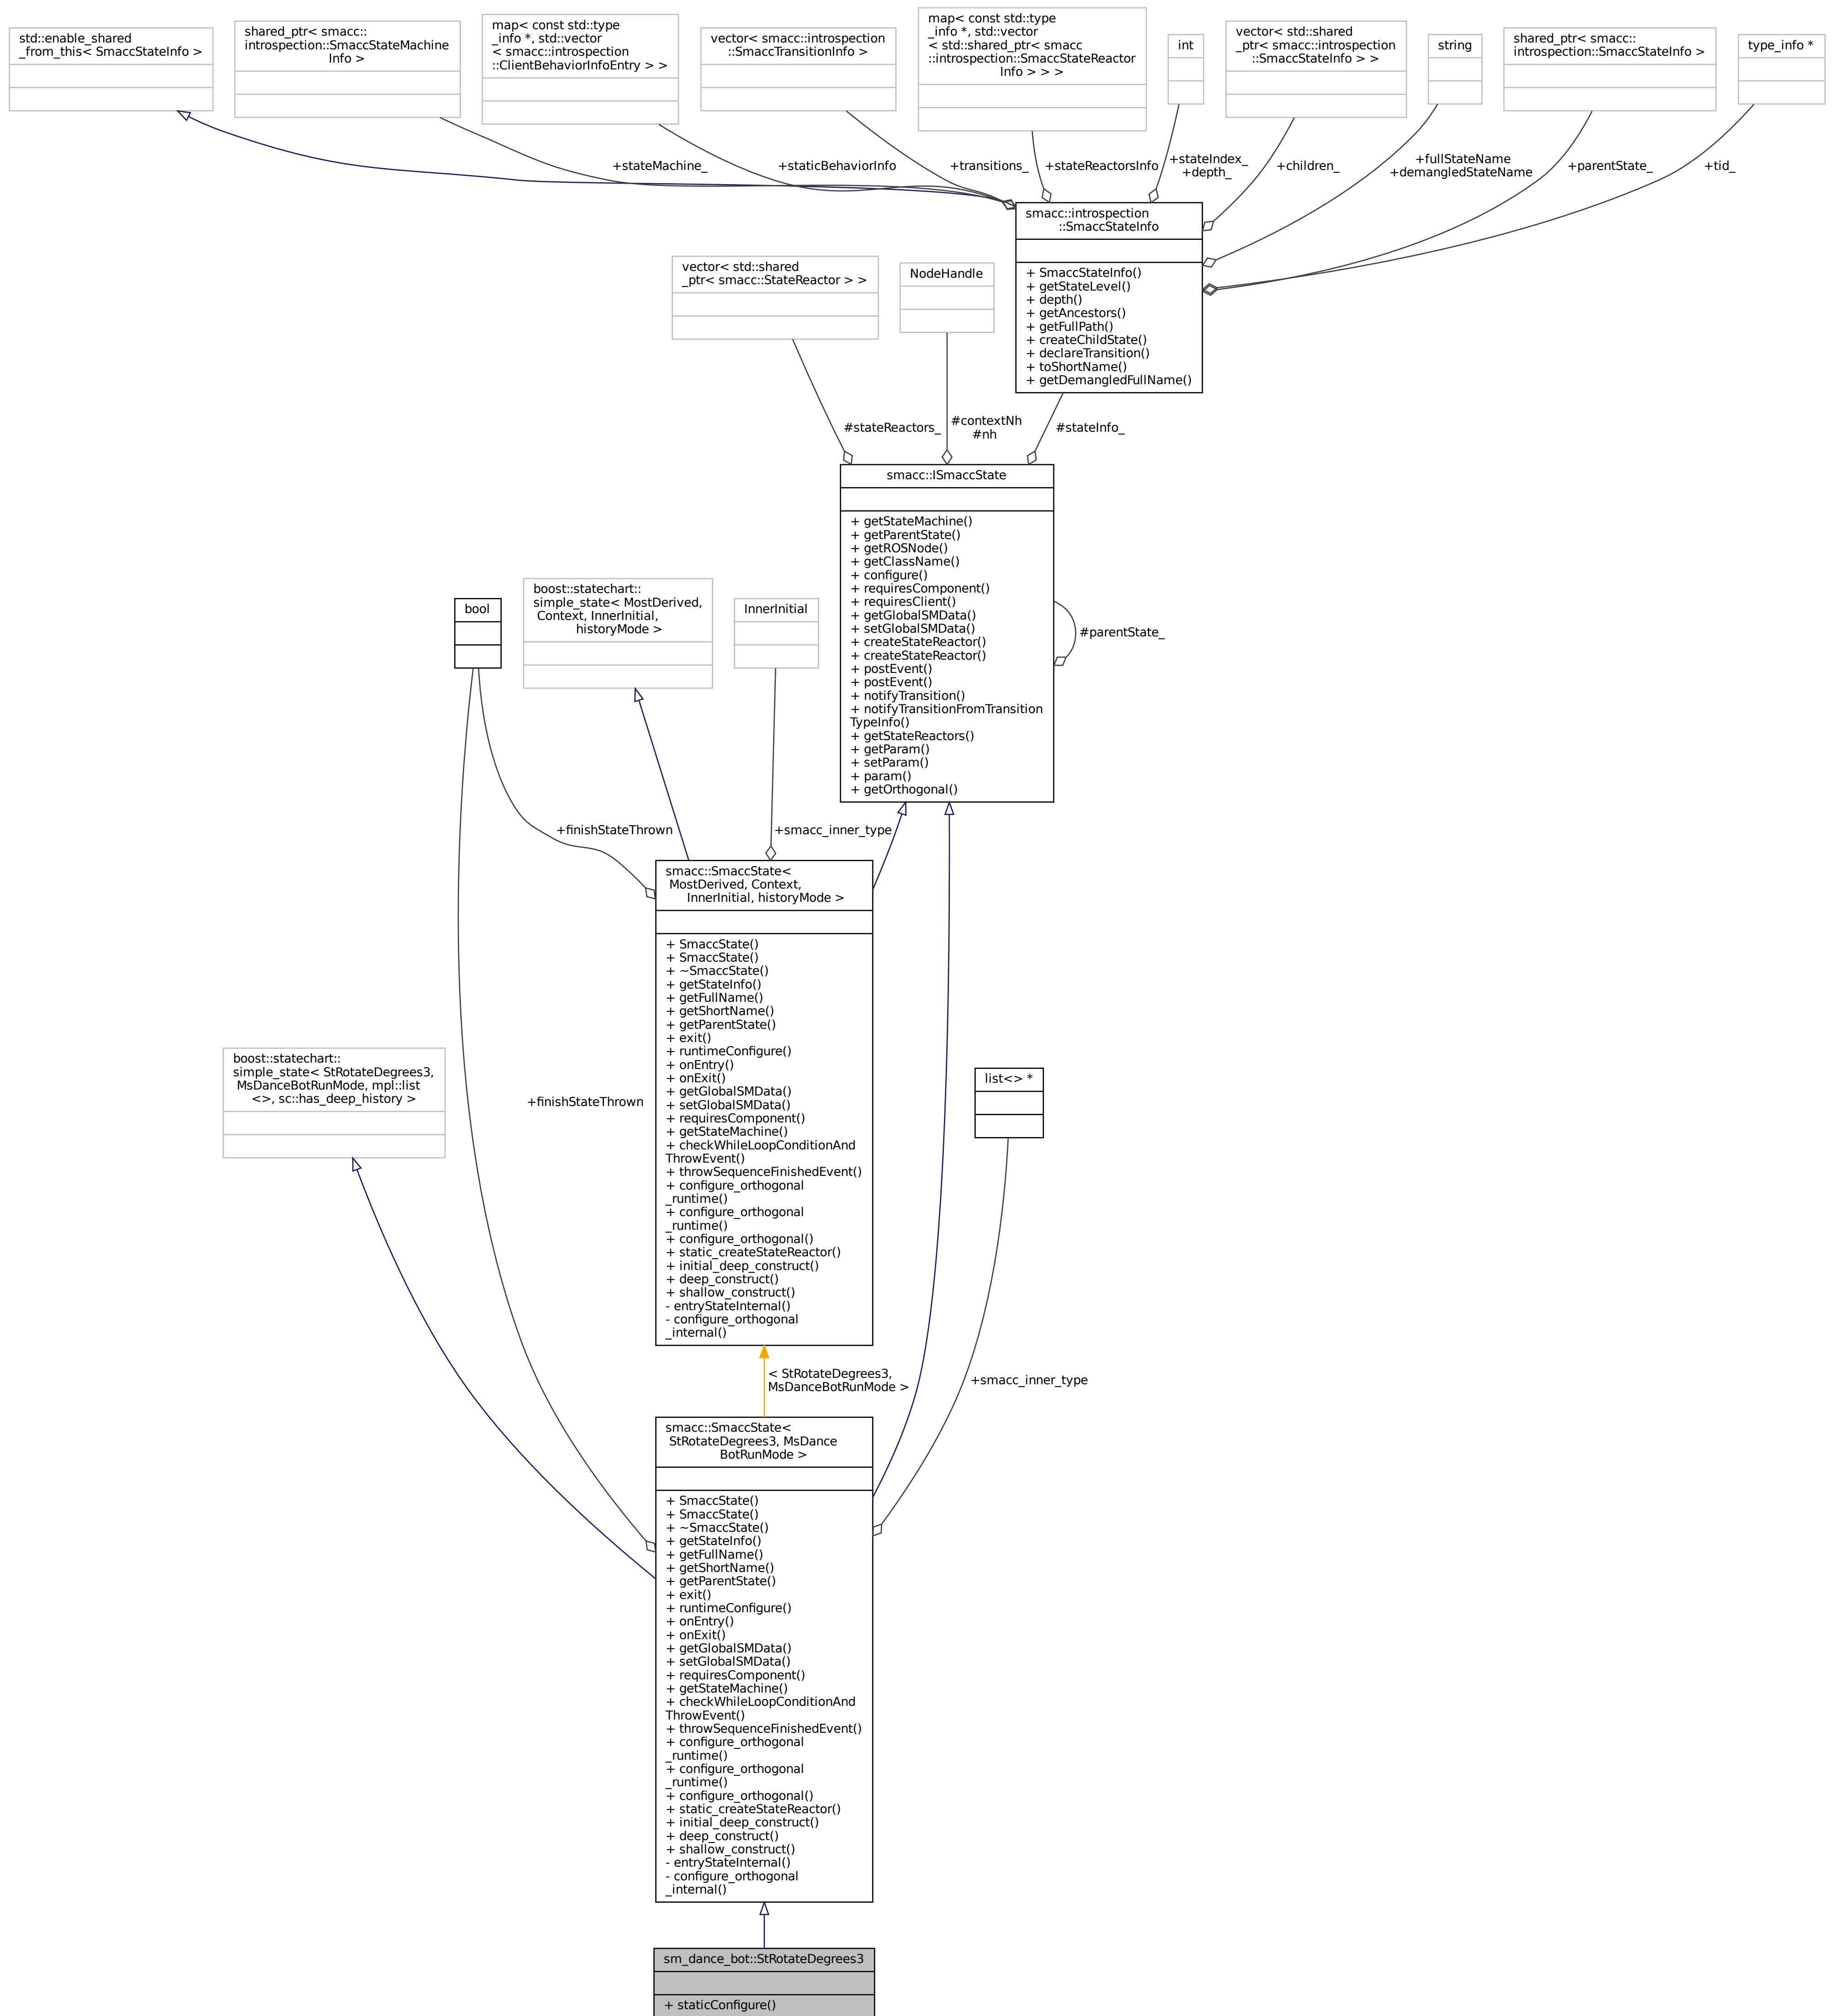 std::enable_shared
_from_this< SmaccStateInfo >
shared_ptr< smacc::
introspection::SmaccStateMachine
Info >
map< const std::type
_info *, std::vector
< smacc::introspection
::ClientBehaviorInfoEntry > >
vector< smacc::introspection
::SmaccTransitionInfo >
map< const std::type
_info *, std::vector
< std::shared_ptr< smacc
::introspection::SmaccStateReactor
Info > > >
int
vector< std::shared
_ptr< smacc::introspection
::SmaccStateInfo > >
string
shared_ptr< smacc::
introspection::SmaccStateInfo >
type_info *
+stateMachine_
+staticBehaviorInfo
+transitions_
+stateReactorsInfo
+stateIndex_
+depth_
+children_
+fullStateName
+demangledStateName
+parentState_
+tid_
smacc::introspection
::SmaccStateInfo
+ SmaccStateInfo()
+ getStateLevel()
+ depth()
+ getAncestors()
+ getFullPath()
+ createChildState()
+ declareTransition()
+ toShortName()
+ getDemangledFullName()
vector< std::shared
_ptr< smacc::StateReactor > >
NodeHandle
#stateReactors_
#contextNh
#nh
#stateInfo_
smacc::ISmaccState
+ getStateMachine()
+ getParentState()
+ getROSNode()
+ getClassName()
+ configure()
+ requiresComponent()
+ requiresClient()
+ getGlobalSMData()
+ setGlobalSMData()
+ createStateReactor()
+ createStateReactor()
+ postEvent()
+ postEvent()
+ notifyTransition()
+ notifyTransitionFromTransition
TypeInfo()
+ getStateReactors()
+ getParam()
+ setParam()
+ param()
+ getOrthogonal()
#parentState_
bool
boost::statechart::
simple_state< MostDerived,
Context, InnerInitial,
historyMode >
InnerInitial
+finishStateThrown
+smacc_inner_type
smacc::SmaccState<
MostDerived, Context,
InnerInitial, historyMode >
+ SmaccState()
+ SmaccState()
+ ~SmaccState()
+ getStateInfo()
+ getFullName()
+ getShortName()
+ getParentState()
+ exit()
+ runtimeConfigure()
+ onEntry()
+ onExit()
+ getGlobalSMData()
+ setGlobalSMData()
+ requiresComponent()
+ getStateMachine()
+ checkWhileLoopConditionAnd
ThrowEvent()
+ throwSequenceFinishedEvent()
+ configure_orthogonal
_runtime()
+ configure_orthogonal
_runtime()
+ configure_orthogonal()
+ static_createStateReactor()
+ initial_deep_construct()
+ deep_construct()
+ shallow_construct()
- entryStateInternal()
- configure_orthogonal
_internal()
boost::statechart::
simple_state< StRotateDegrees3,
MsDanceBotRunMode, mpl::list
<>, sc::has_deep_history >
+finishStateThrown
list<> *
< StRotateDegrees3,
MsDanceBotRunMode >
+smacc_inner_type
smacc::SmaccState<
StRotateDegrees3, MsDance
BotRunMode >
+ SmaccState()
+ SmaccState()
+ ~SmaccState()
+ getStateInfo()
+ getFullName()
+ getShortName()
+ getParentState()
+ exit()
+ runtimeConfigure()
+ onEntry()
+ onExit()
+ getGlobalSMData()
+ setGlobalSMData()
+ requiresComponent()
+ getStateMachine()
+ checkWhileLoopConditionAnd
ThrowEvent()
+ throwSequenceFinishedEvent()
+ configure_orthogonal
_runtime()
+ configure_orthogonal
_runtime()
+ configure_orthogonal()
+ static_createStateReactor()
+ initial_deep_construct()
+ deep_construct()
+ shallow_construct()
- entryStateInternal()
- configure_orthogonal
_internal()
sm_dance_bot::StRotateDegrees3
+ staticConfigure()